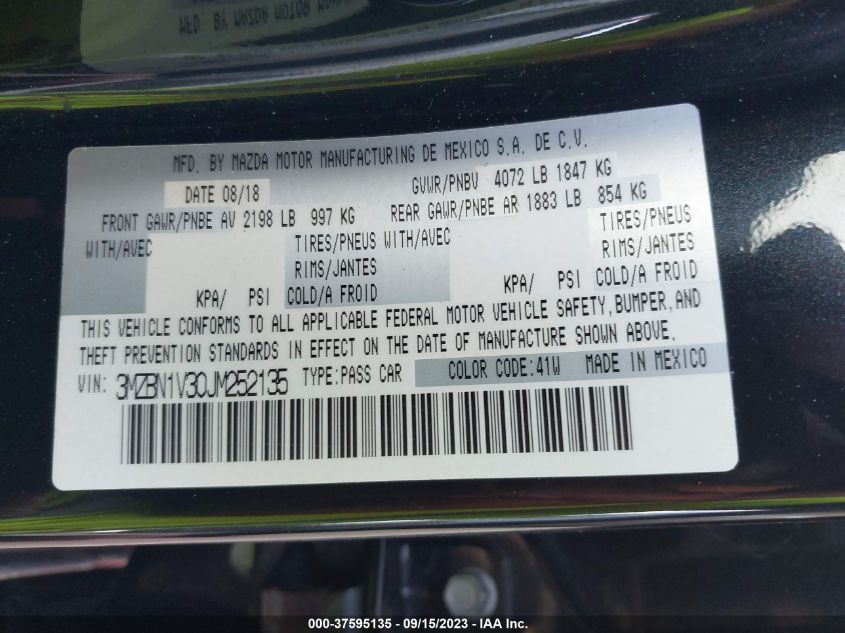 MFD. BY MAZDA MOTOR MANUFACTURING DE MEXICO S.A. DE C.V.
DATE 08/18 GVWR/PNBV 4072 LB 1847 KG
FRONT GAWR/PNBE AV 2198 LB 997 KG REAR GAWR/PNBE AR 1883 LB 854 KG
WITH/AVEC TIRES/PNEUS WITH/AVEC TIRES/PNEUS
RIMS/JANTES RIMS/JANTES
KPA/ PSI COLD/A FROID KPA/ PSI COLD/A FROID
THIS VEHICLE CONFORMS TO ALL APPLICABLE FEDERAL MOTOR VEHICLE SAFETY, BUMPER, AND
THEFT PREVENTION STANDARDS IN EFFECT ON THE DATE OF MANUFACTURE SHOWN ABOVE.
VIN: 3MZBN1V30JM252135 TYPE:PASS CAR COLOR CODE:41W MADE IN MEXICO
000-37595135 - 09/15/2023 - IAAI.com